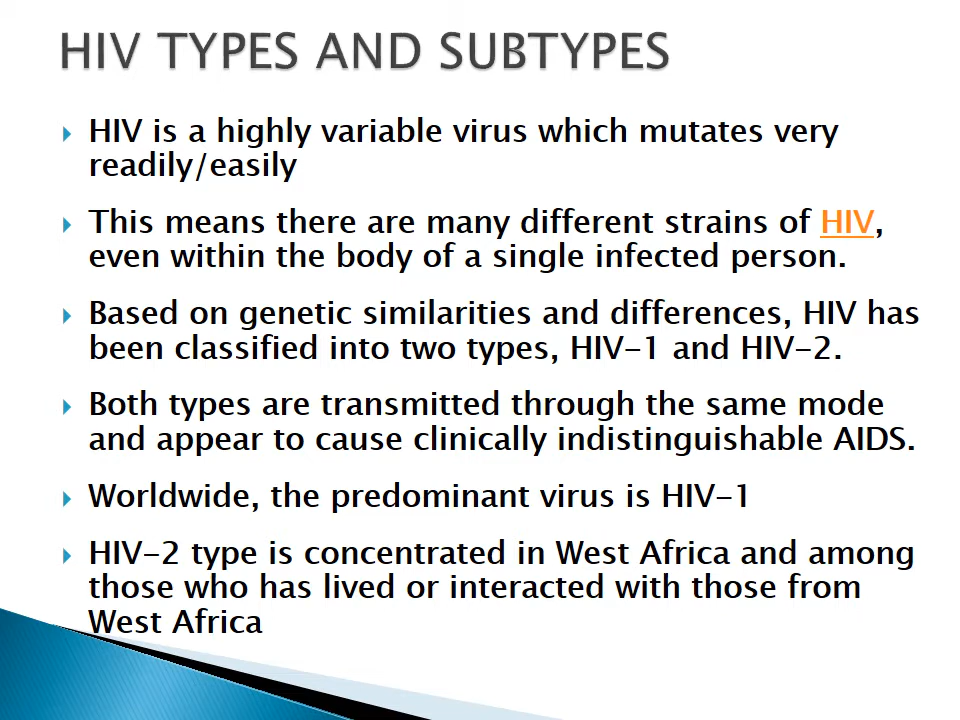 HIV TYPES AND SUBTYPES
HIV is a highly variable virus which mutates very
readily/easily
This means there are many different strains of HIV,
even within the body of a single infected person.
Based on genetic similarities and differences, HIV has
been classified into two types, HIV-1 and HIV-2.
Both types are transmitted through the same mode
and appear to cause clinically indistinguishable AIDS.
Worldwide, the predominant virus is HIV-1
HIV-2 type is concentrated in West Africa and among
those who has lived or interacted with those from
West Africa